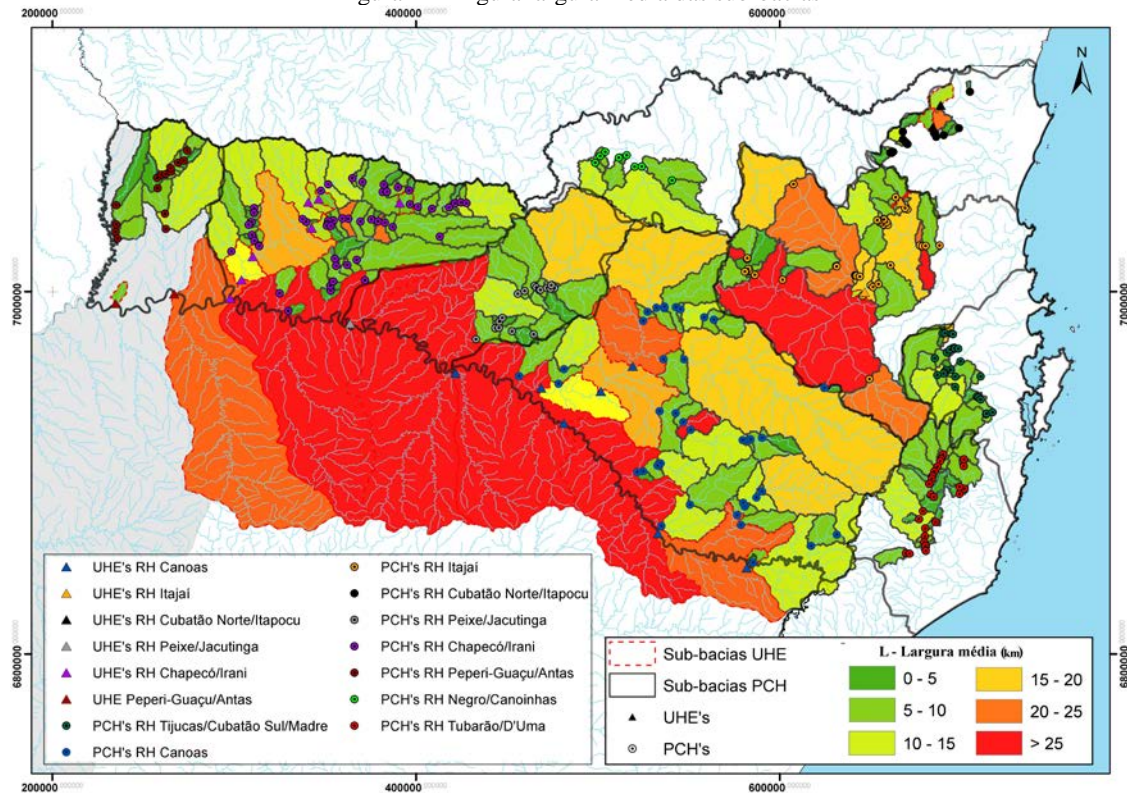 200000
400000
600000
N
7000000
7000000
UHE's RH Canoas
UHE's RH Itajaí
UHE's RH Cubatão Norte/Itapocu
UHE's RH Peixe/Jacutinga
UHE's RH Chapecó/Irani
UHE Peperi-Guaçu/Antas
PCH's RH Tijucas/Cubatão Sul/Madre
PCH's RH Canoas
PCH's RH Itajaí
PCH's RH Cubatão Norte/Itapocu
PCH's RH Peixe/Jacutinga
PCH's RH Chapecó/Irani
PCH's RH Peperi-Guaçu/Antas
PCH's RH Negro/Canoinhas
PCH's RH Tubarão/D'Uma
Sub-bacias UHE
Sub-bacias PCH
UHE's
PCH's
L - Largura média (km)
0 - 5
5 - 10
10 - 15
15 - 20
20 - 25
> 25
6800000
6800000
200000
400000
600000